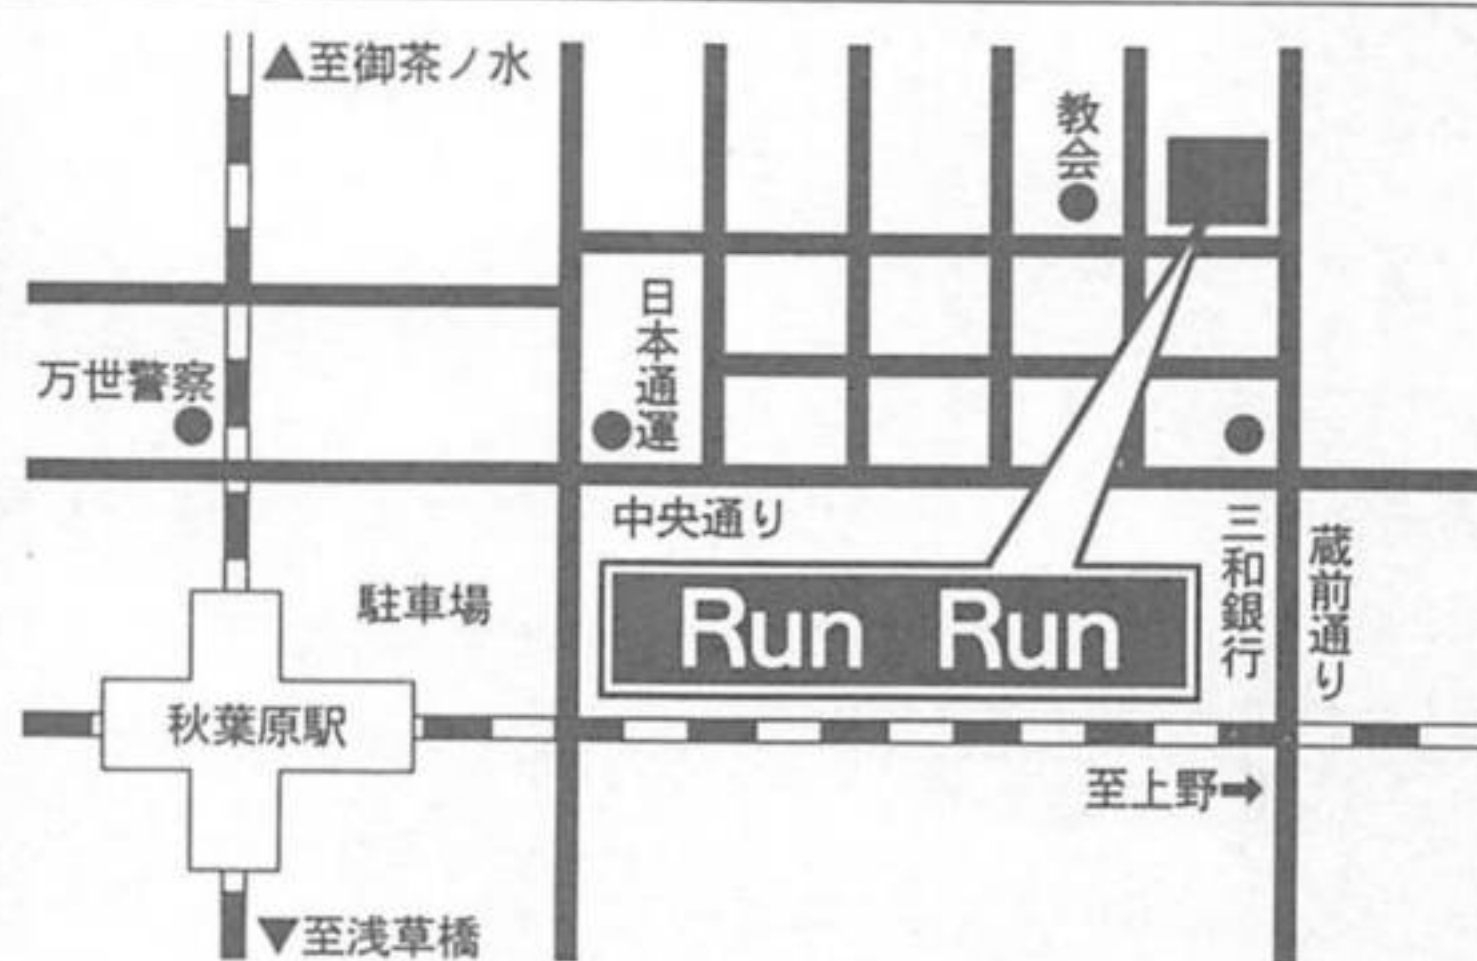 ▲至御茶ノ水
教会
日本通運
万世警察
中央通り
三和銀行
蔵前通り
駐車場
Run Run
秋葉原駅
至上野➡
▼至浅草橋